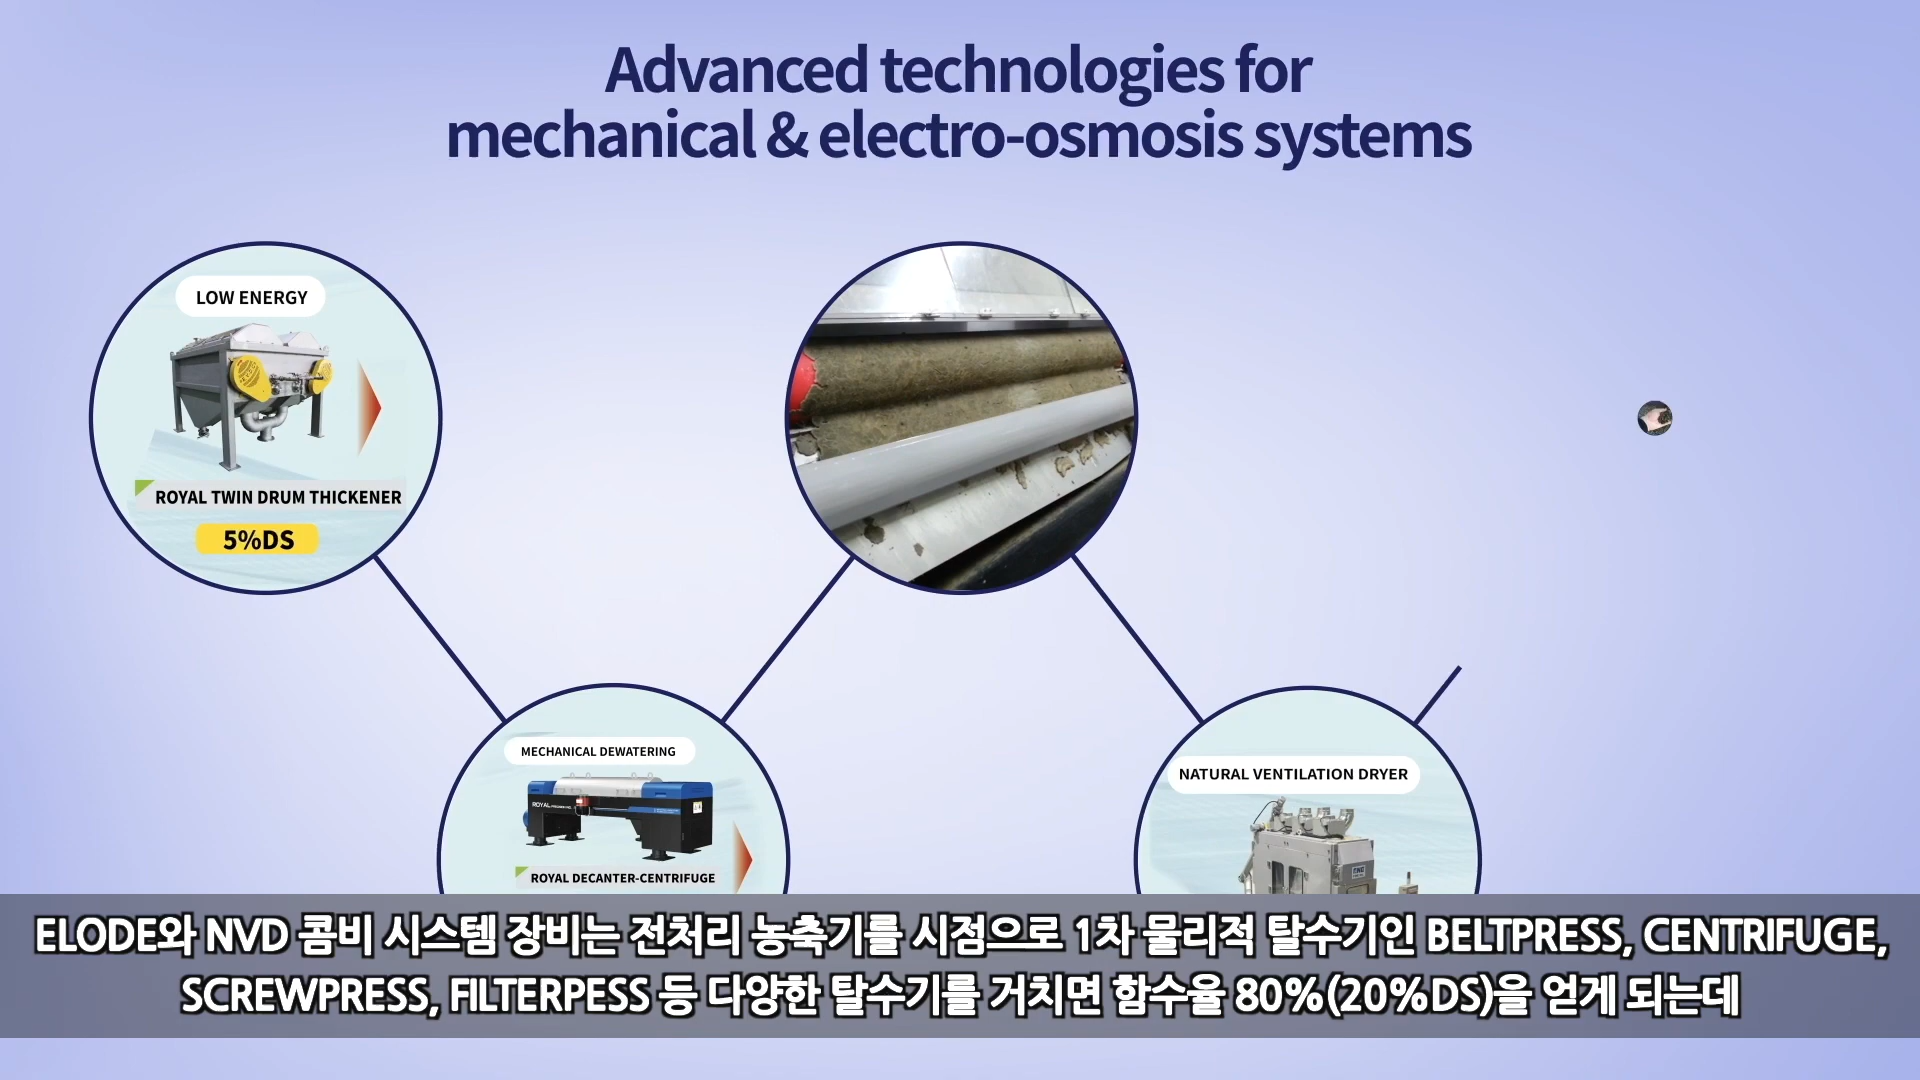 Advanced technologies for
mechanical & electro-osmosis systems
LOW ENERGY
ROYAL TWIN DRUM THICKENER
5%DS
MECHANICAL DEWATERING
ROYAL
ROYAL DECANTER-CENTRIFUGE
NATURAL VENTILATION DRYER
ELODE와 NVD 콤비 시스템 장비는 전처리 농축기를 시점으로 1차 물리적 탈수기인 BELTPRESS, CENTRIFUGE,
SCREWPRESS, FILTERPESS 등 다양한 탈수기를 거치면 함수율 80%(20%DS)을 얻게 되는데